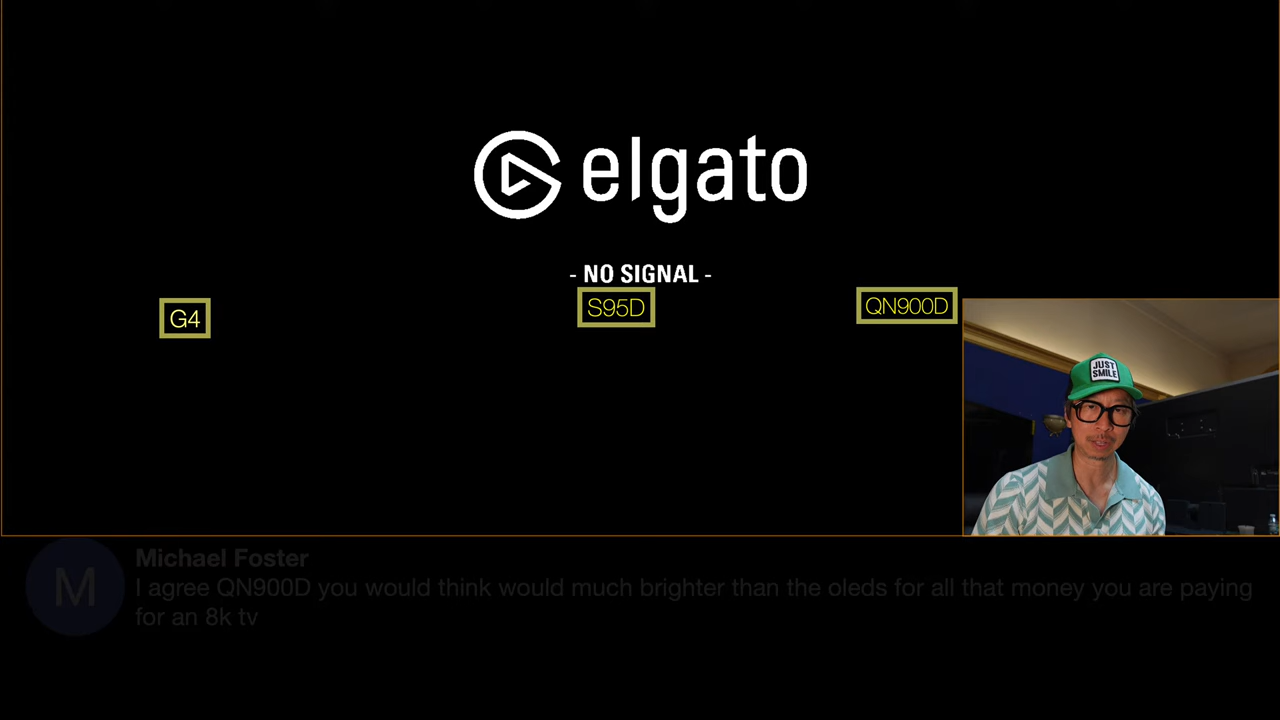 elgato
- NO SIGNAL -
G4
S95D
QN900D
JUST
SMILE
M
Michael Foster
I agree QN900D you would think would much brighter than the oleds for all that money you are paying
for an 8k tv